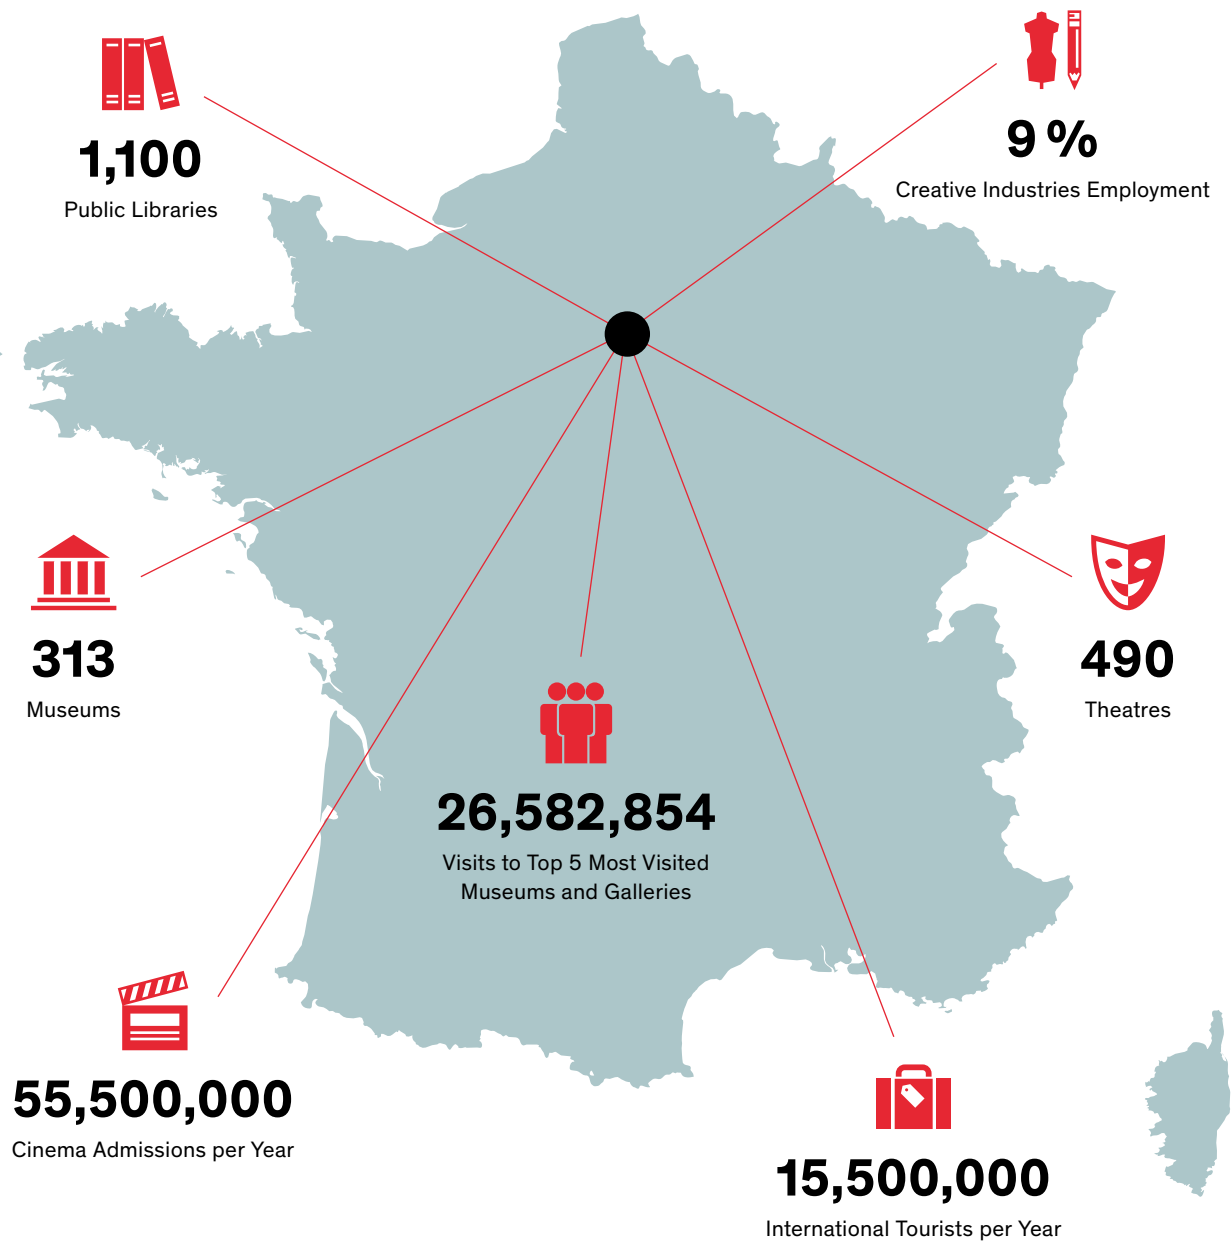 1,100
Public Libraries
9 %
Creative Industries Employment
313
Museums
490
Theatres
26,582,854
Visits to Top 5 Most Visited
Museums and Galleries
55,500,000
Cinema Admissions per Year
15,500,000
International Tourists per Year